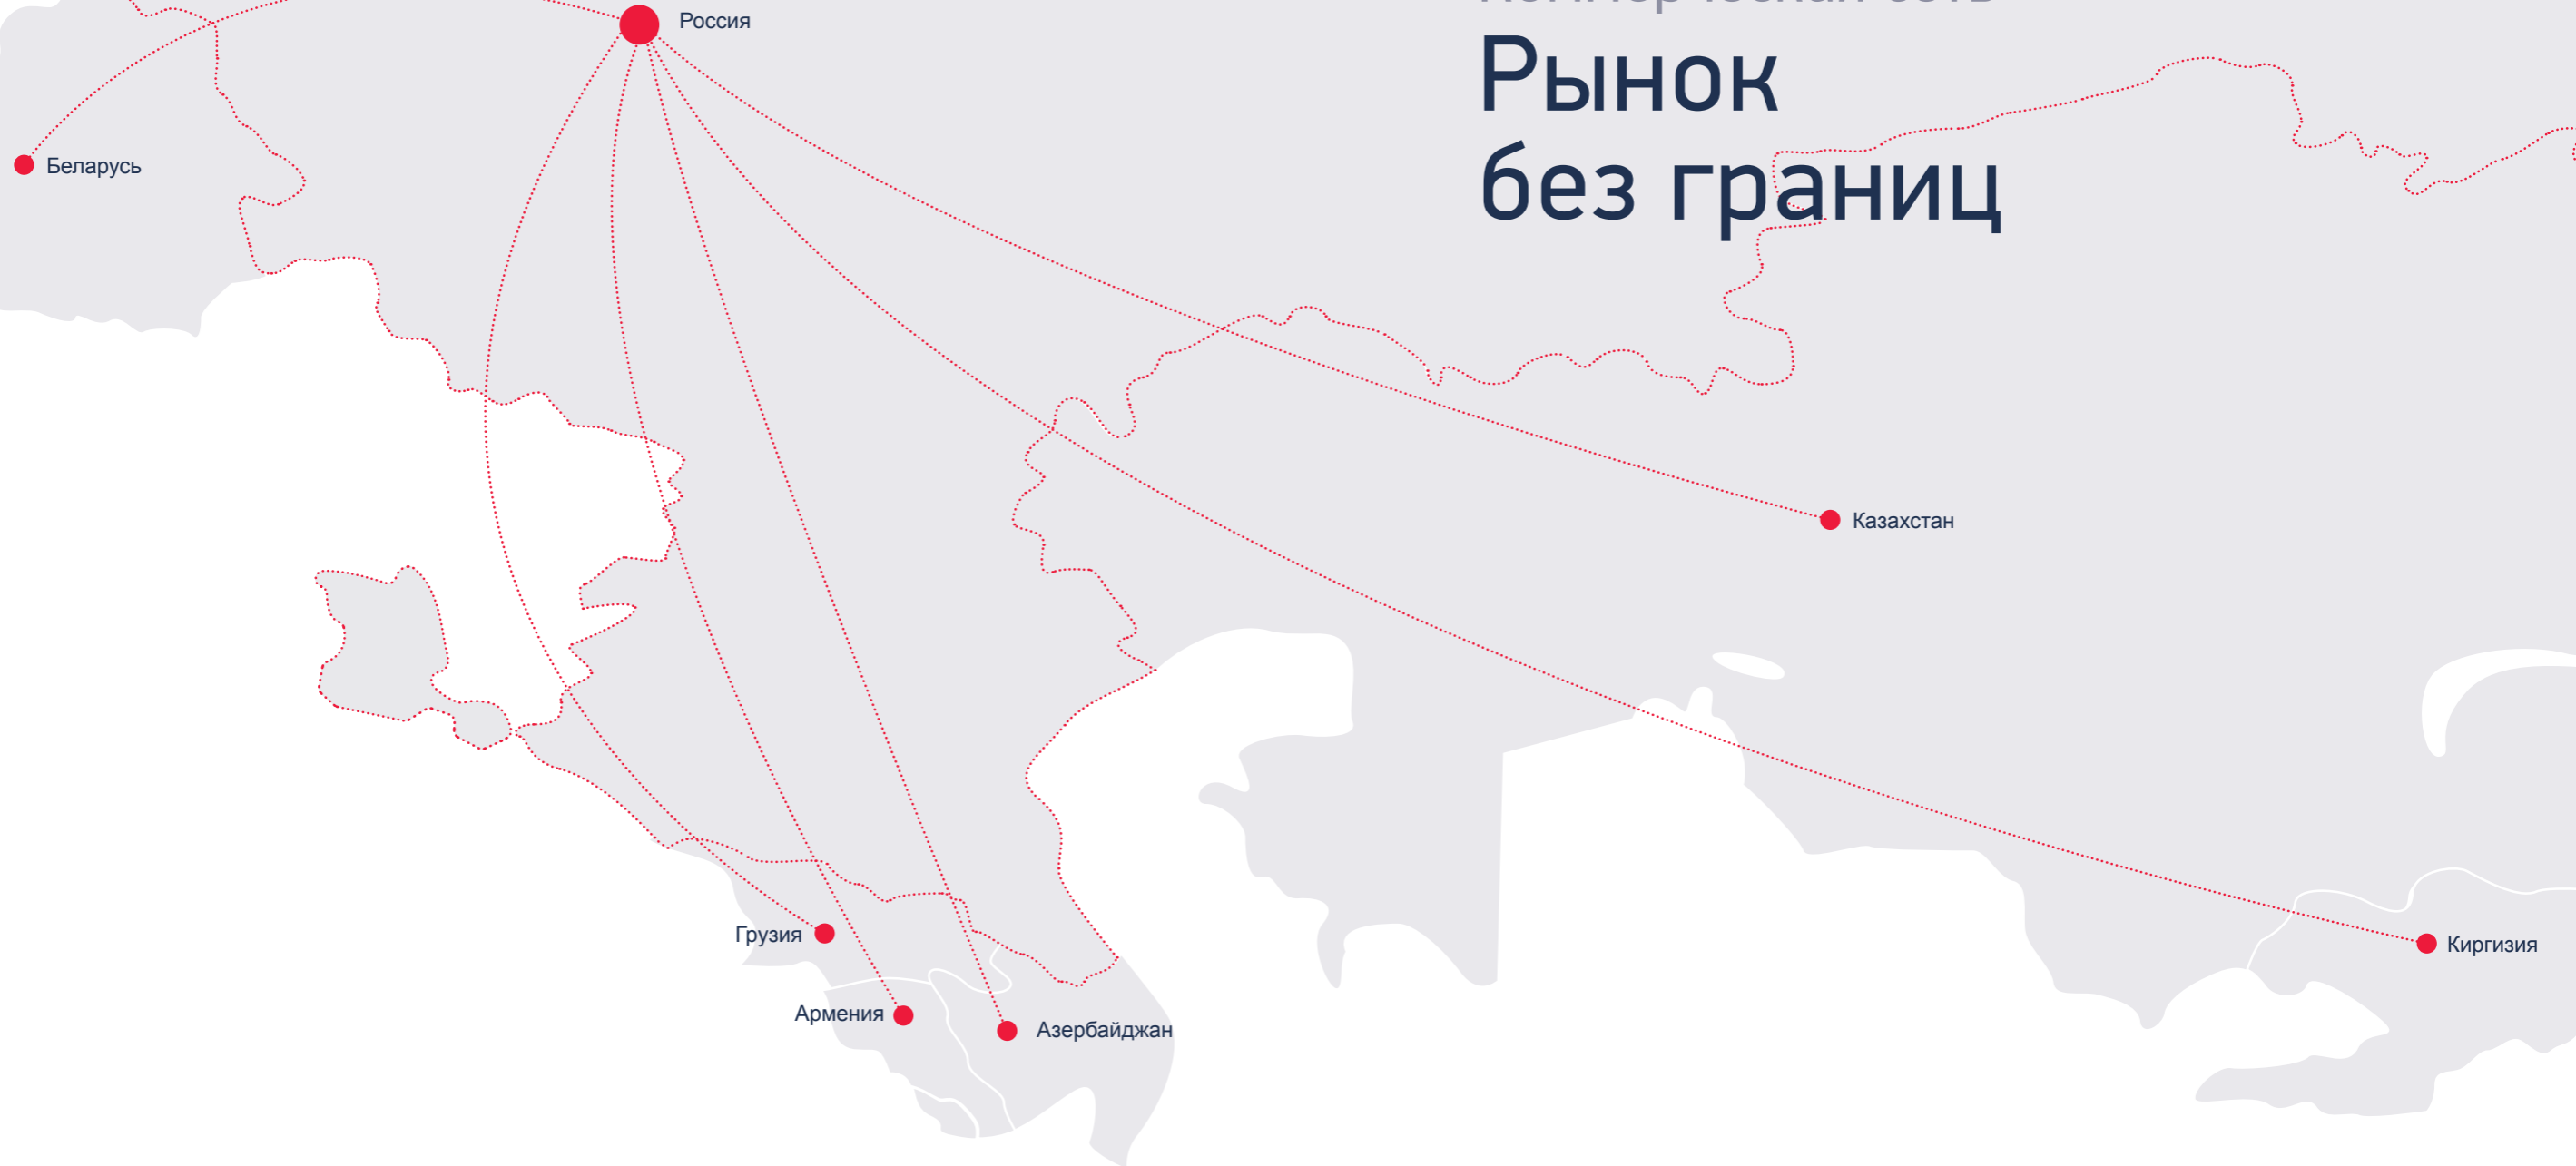 Россия
Рынок
без границ
Беларусь
Казахстан
Грузия
Киргизия
Армения
Азербайджан